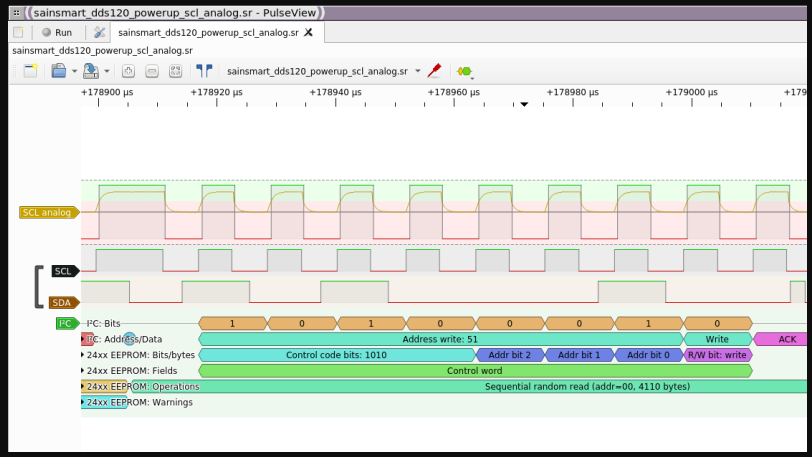 sainsmart_dds120_powerup_scl_analog.sr - PulseView
Run sainsmart_dds120_powerup_scl_analog.sr X
sainsmart_dds120_powerup_scl_analog.sr
sainsmart_dds120_powerup_scl_analog.sr
+178900 µs +178920 µs +178940 µs +178960 µs +178980 µs +179000 µs +179
SCL analog
SCL
SDA
I²C I²C: Bits 1 0 1 0 0 0 1 0
I²C: Address/Data Address write: 51 Write ACK
24xx EEPROM: Bits/bytes Control code bits: 1010 Addr bit 2 Addr bit 1 Addr bit 0 R/W bit: write
24xx EEPROM: Fields Control word
24xx EEPROM: Operations Sequential random read (addr=00, 4110 bytes)
24xx EEPROM: Warnings